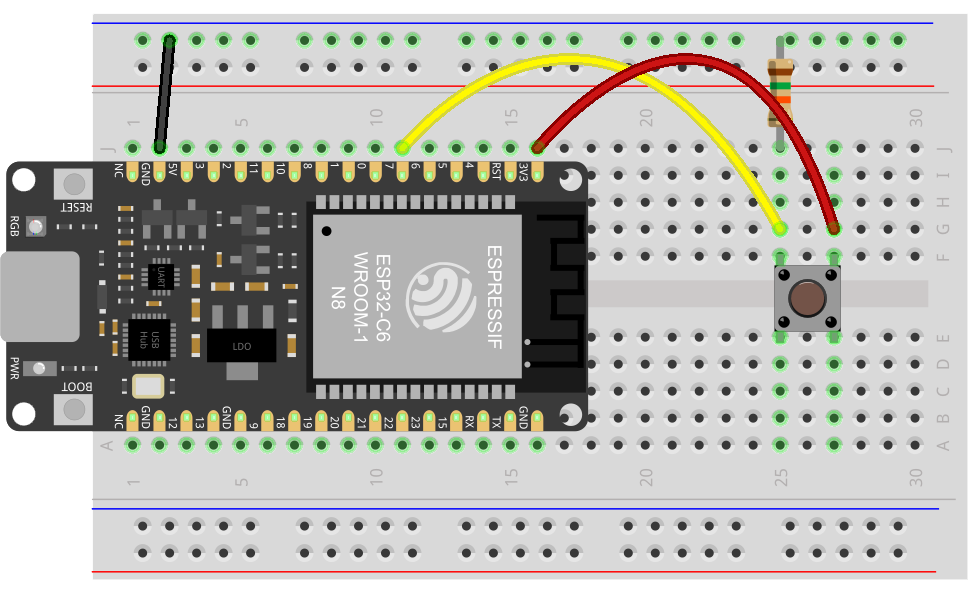 1 5 10 15 20 25 30
J J
NC GND 5V 3 2 11 10 8 1 0 7 6 5 4 RST 3V3
I
H
G
F
RESET
RGB
UART
USB
Hub
LDO
ESPRESSIF
ESP32-C6
WROOM-1
N8
PWR
BOOT
E
D
C
B
NC GND 12 13 GND 9 18 19 20 21 22 23 15 RX TX GND
A A
1 5 10 15 20 25 30